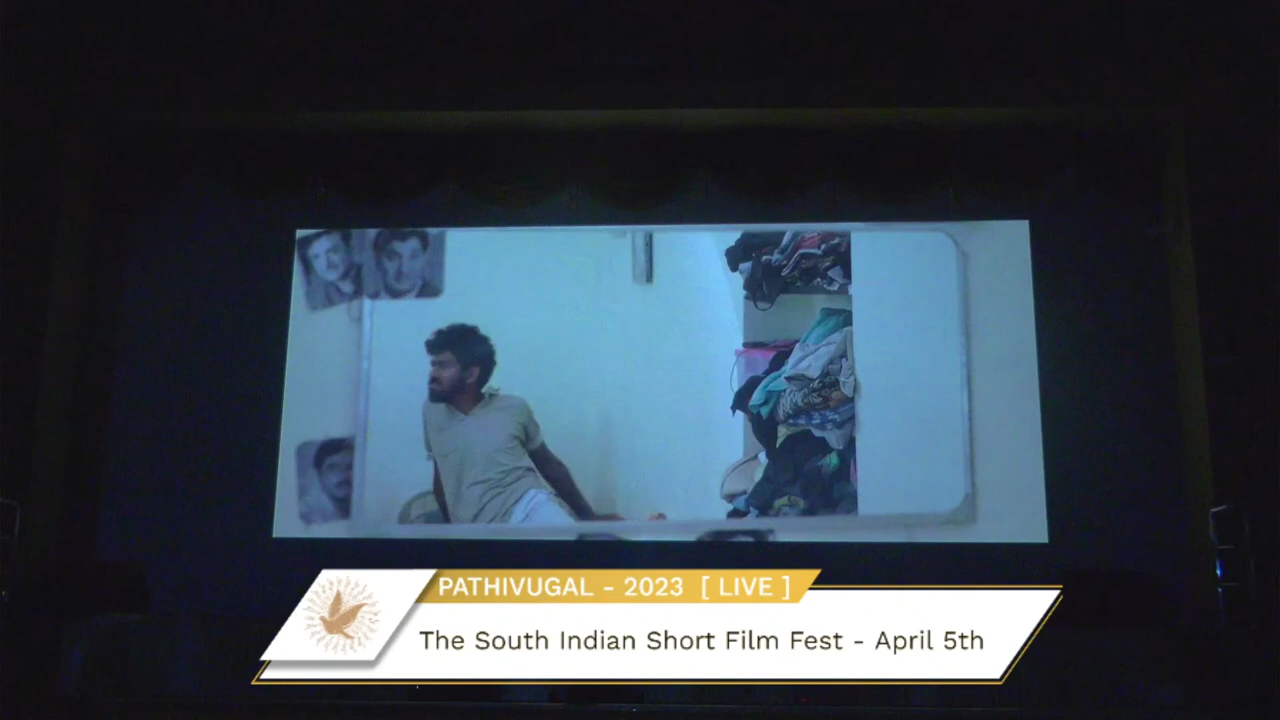 PATHIVUGAL - 2023 [ LIVE ]
The South Indian Short Film Fest - April 5th